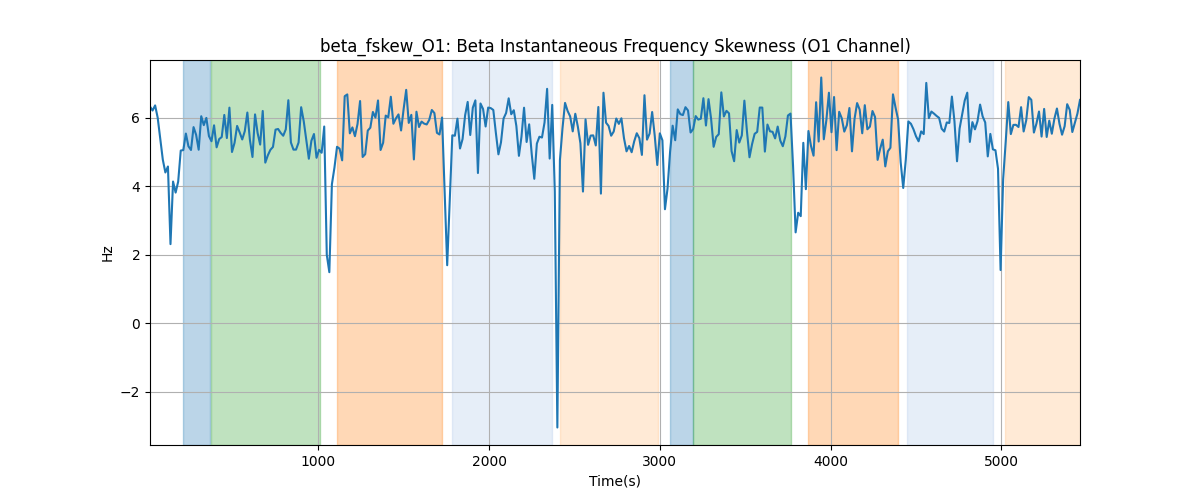 beta_fskew_O1: Beta Instantaneous Frequency Skewness (O1 Channel)
Hz
6
4
2
0
−2
1000 2000 3000 4000 5000
Time(s)